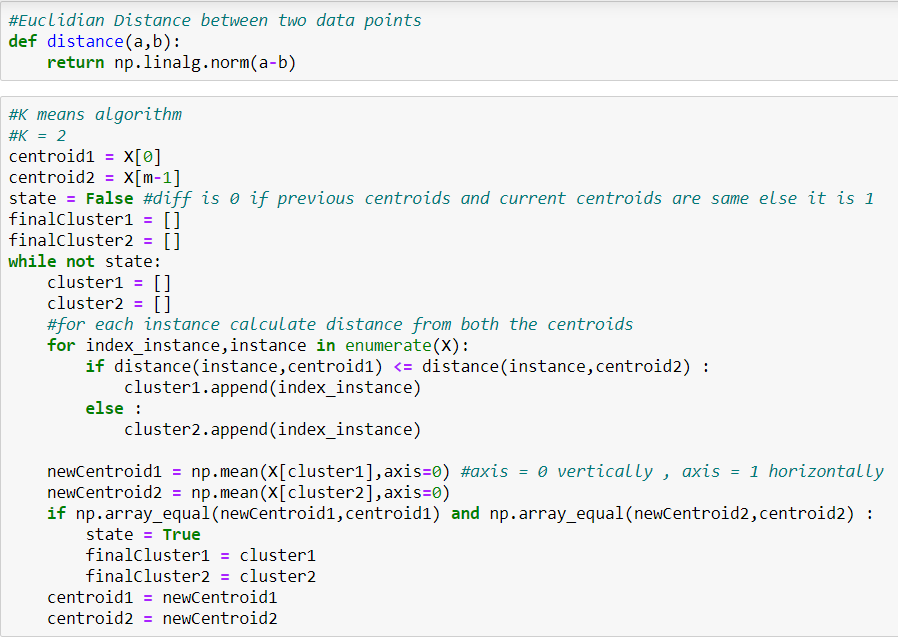 #Euclidian Distance between two data points
def distance(a,b):
    return np.linalg.norm(a-b)
#K means algorithm
#K = 2
centroid1 = X[0]
centroid2 = X[m-1]
state = False #diff is 0 if previous centroids and current centroids are same else it is 1
finalCluster1 = []
finalCluster2 = []
while not state:
    cluster1 = []
    cluster2 = []
    #for each instance calculate distance from both the centroids
    for index_instance,instance in enumerate(X):
        if distance(instance,centroid1) <= distance(instance,centroid2) :
            cluster1.append(index_instance)
        else :
            cluster2.append(index_instance)
    newCentroid1 = np.mean(X[cluster1],axis=0) #axis = 0 vertically , axis = 1 horizontally
    newCentroid2 = np.mean(X[cluster2],axis=0)
    if np.array_equal(newCentroid1,centroid1) and np.array_equal(newCentroid2,centroid2) :
        state = True
        finalCluster1 = cluster1
        finalCluster2 = cluster2
    centroid1 = newCentroid1
    centroid2 = newCentroid2